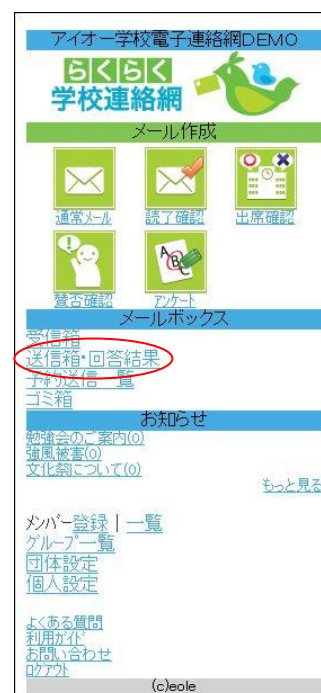 アイオー学校電子連絡網DEMO
らくらく
学校連絡網
メール作成
通常メール 読了確認 出席確認
賛否確認 アンケート
メールボックス
受信箱
送信箱・回答結果
予約送信一覧
ゴミ箱
お知らせ
勉強会のご案内(0)
強風被害(0)
文化祭について(0)
もっと見る
メンバー登録 | 一覧
グループ一覧
団体設定
個人設定
よくある質問
利用ガイド
お問い合わせ
ログアウト
(c)eole